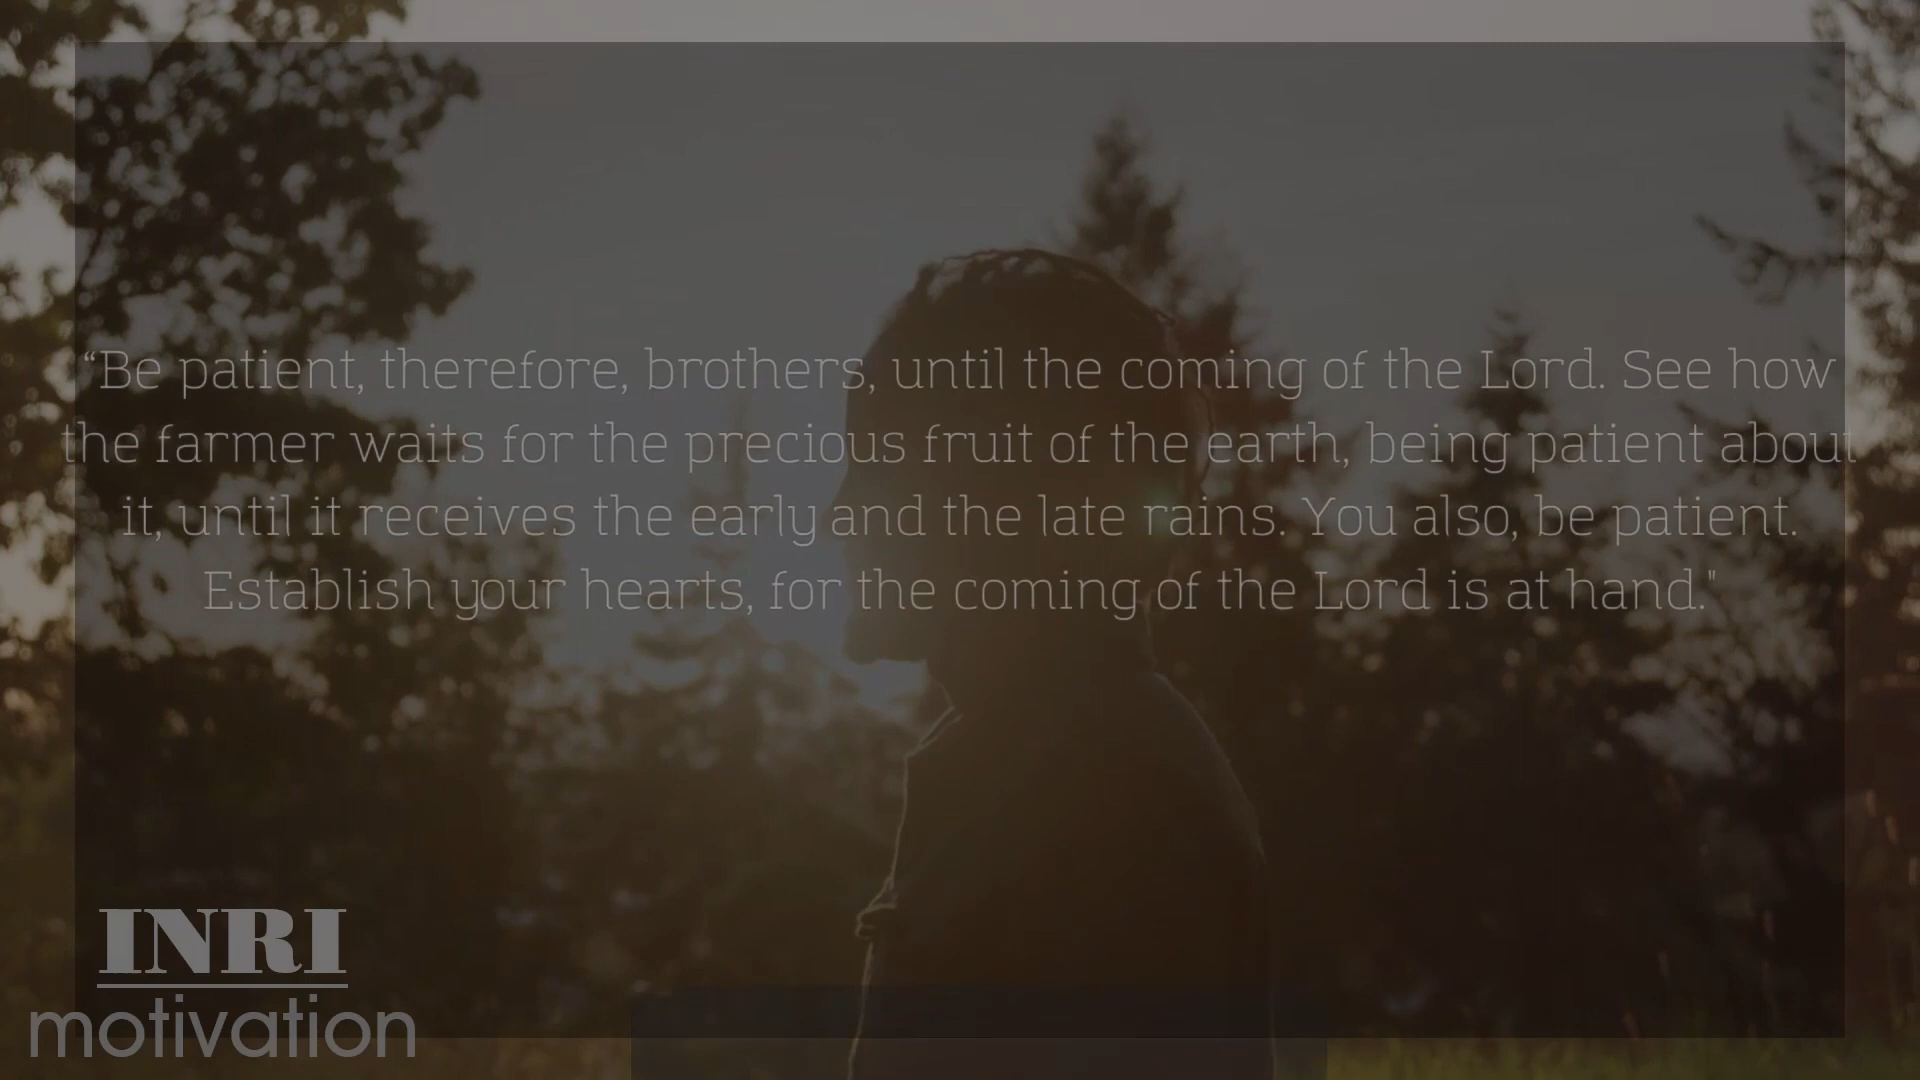 “Be patient, therefore, brothers, until the coming of the Lord. See how
the farmer waits for the precious fruit of the earth, being patient about
it, until it receives the early and the late rains. You also, be patient.
Establish your hearts, for the coming of the Lord is at hand."
INRI
motivation